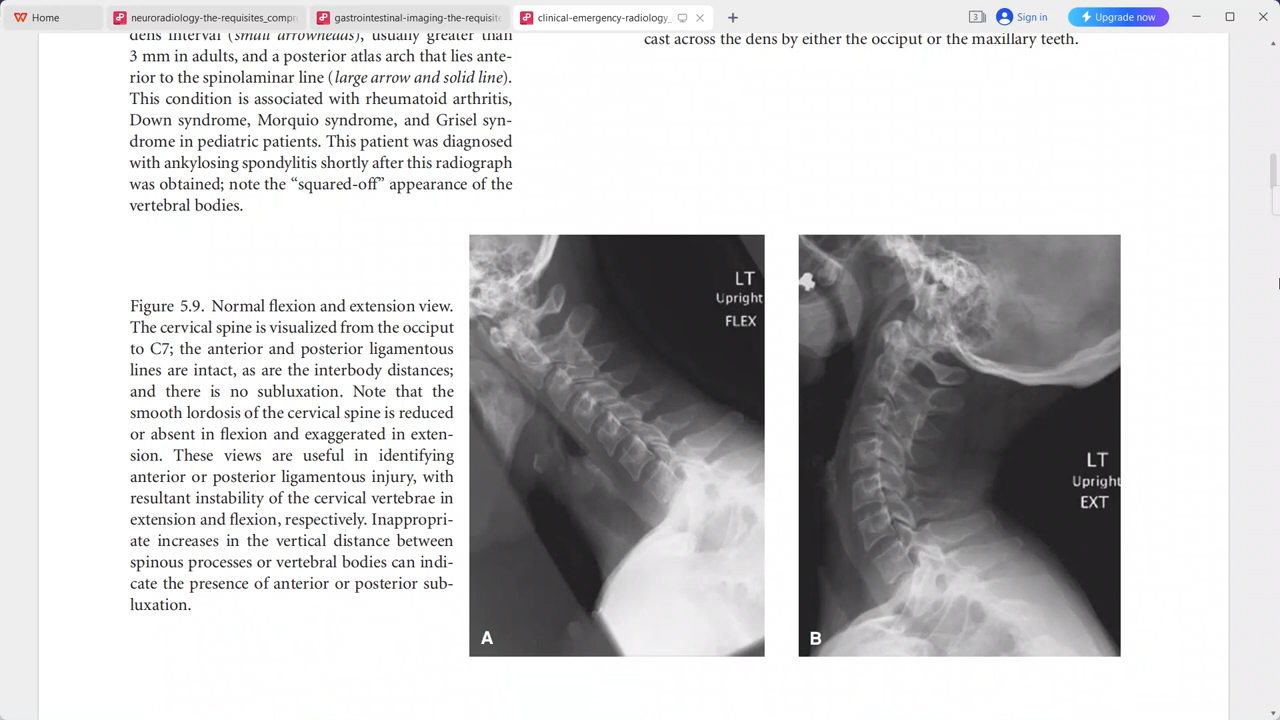 Home
neuroradiology-the-requisites_compr
gastrointestinal-imaging-the-requisite
clinical-emergency-radiology_
3
Sign in
Upgrade now
dens interval (small arrowheads), usually greater than
3 mm in adults, and a posterior atlas arch that lies ante-
rior to the spinolaminar line (large arrow and solid line).
This condition is associated with rheumatoid arthritis,
Down syndrome, Morquio syndrome, and Grisel syn-
drome in pediatric patients. This patient was diagnosed
with ankylosing spondylitis shortly after this radiograph
was obtained; note the “squared-off” appearance of the
vertebral bodies.
cast across the dens by either the occiput or the maxillary teeth.
Figure 5.9. Normal flexion and extension view.
The cervical spine is visualized from the occiput
to C7; the anterior and posterior ligamentous
lines are intact, as are the interbody distances;
and there is no subluxation. Note that the
smooth lordosis of the cervical spine is reduced
or absent in flexion and exaggerated in exten-
sion. These views are useful in identifying
anterior or posterior ligamentous injury, with
resultant instability of the cervical vertebrae in
extension and flexion, respectively. Inappropri-
ate increases in the vertical distance between
spinous processes or vertebral bodies can indi-
cate the presence of anterior or posterior sub-
luxation.
LT
Upright
FLEX
A
LT
Upright
EXT
B